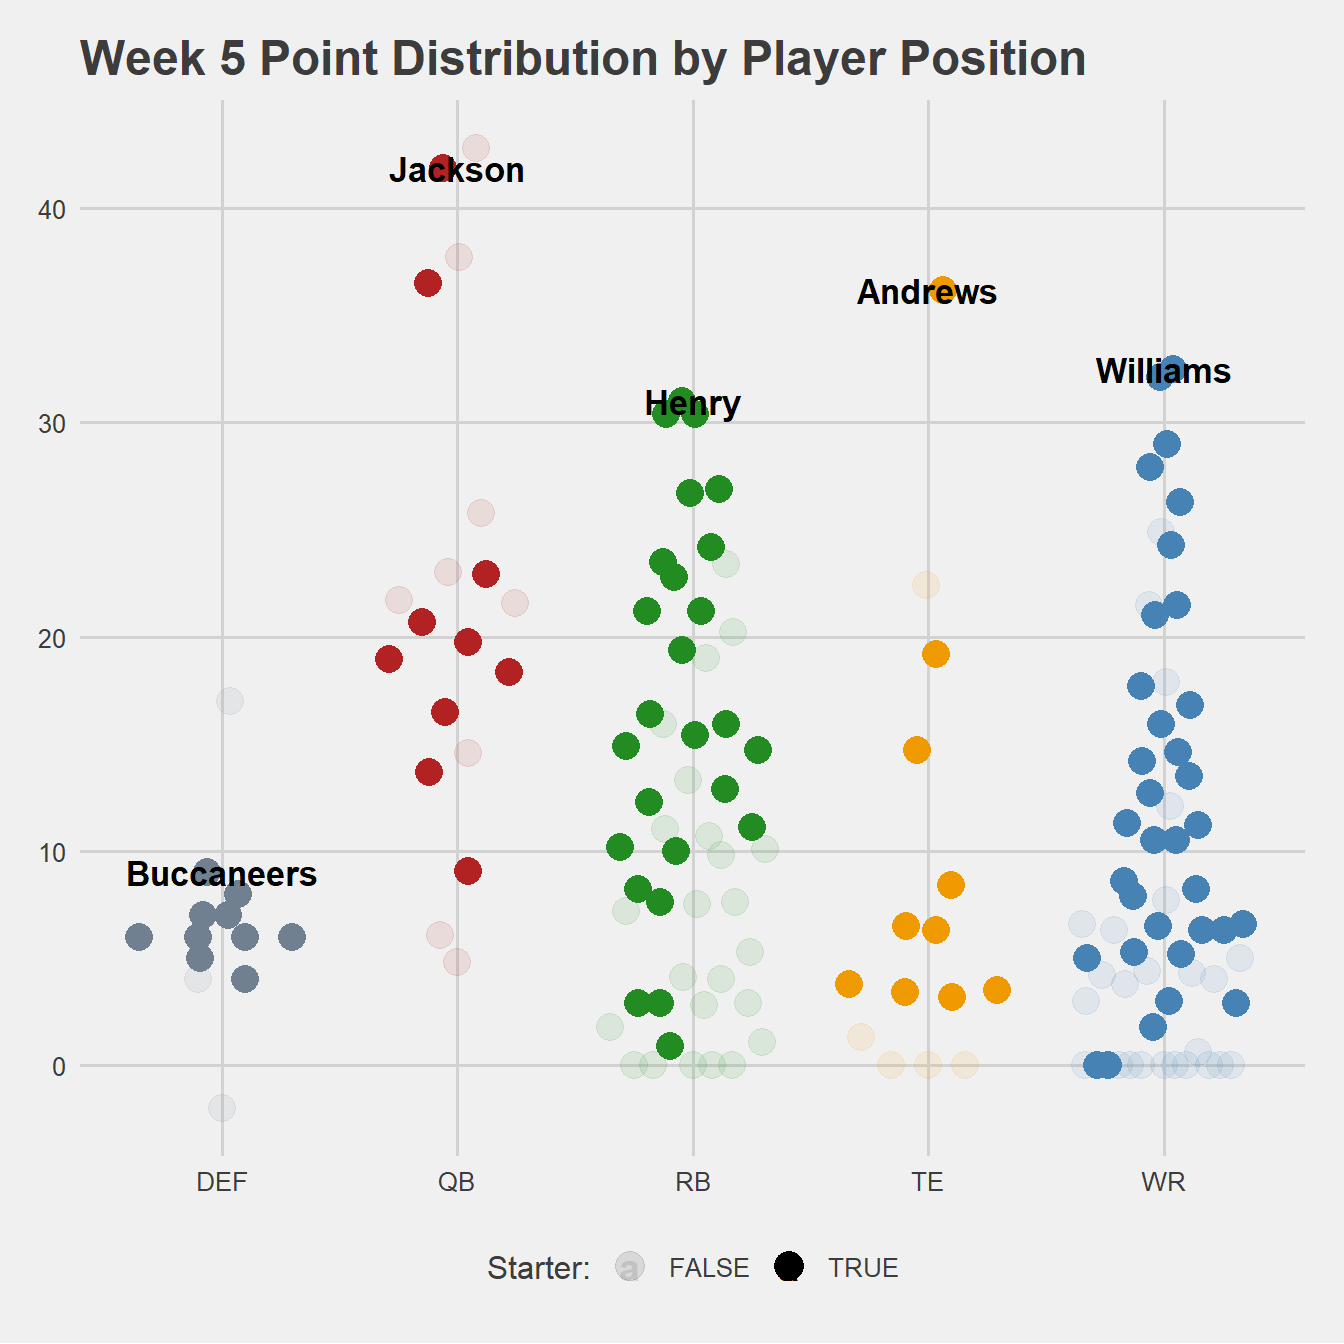 Week 5 Point Distribution by Player Position
Jackson
40
Andrews
Williams
Henry
30
20
Buccaneers
10
0
DEF QB RB TE WR
Starter: a FALSE TRUE